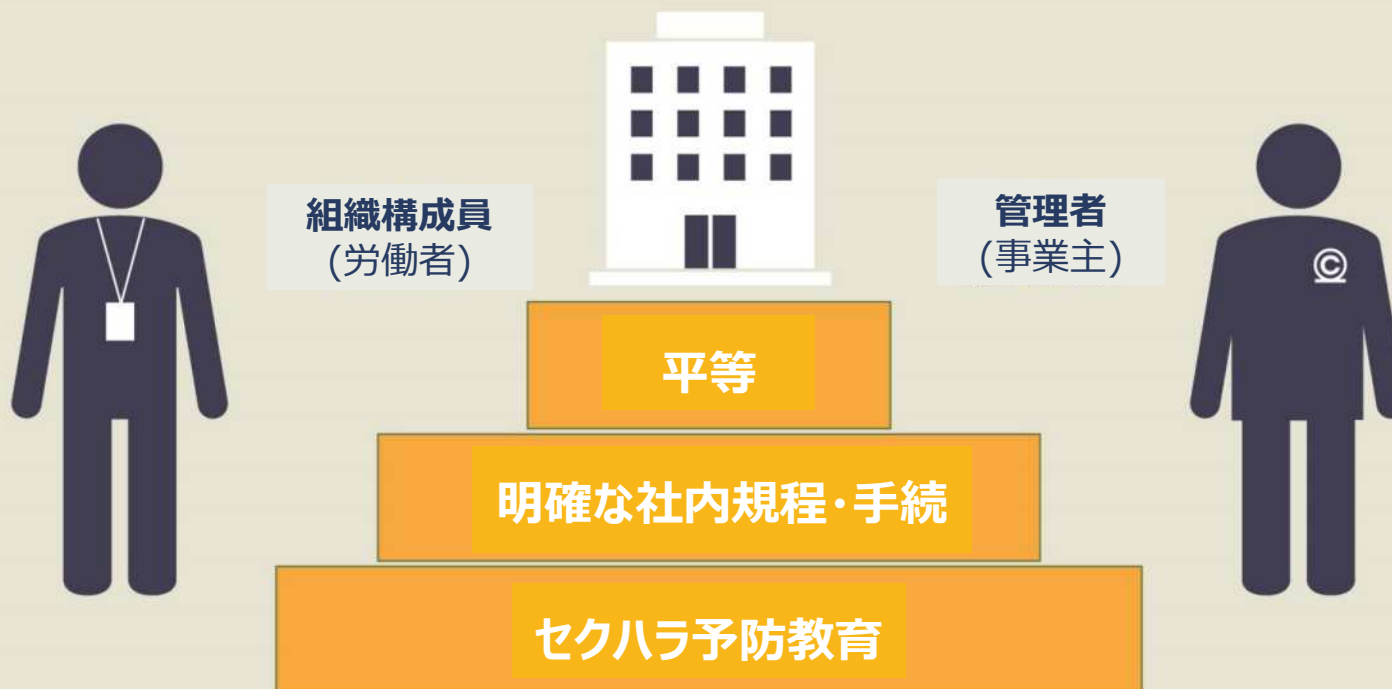 組織構成員
(労働者)
管理者
(事業主)
©
平等
明確な社内規程・手続
セクハラ予防教育